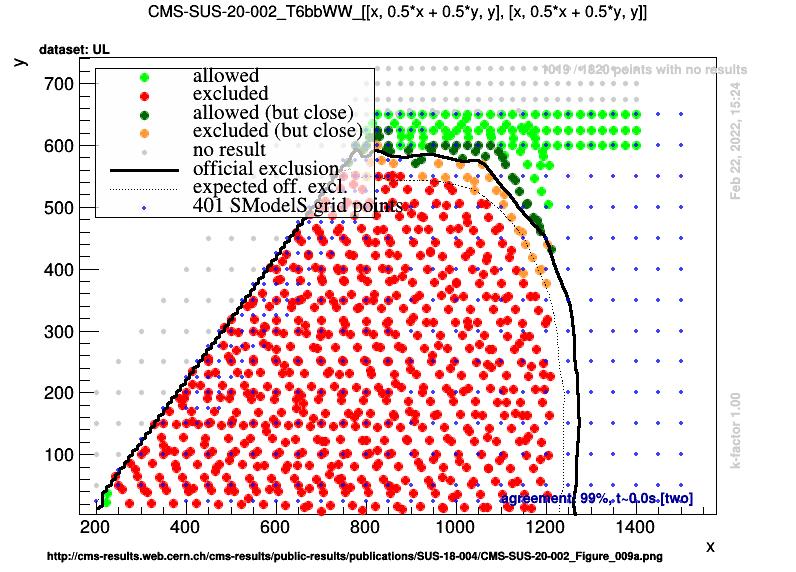 CMS-SUS-20-002_T6bbWW_[[x, 0.5*x + 0.5*y, y], [x, 0.5*x + 0.5*y, y]]
dataset: UL
y
1019 / 1820 points with no results
allowed
excluded
allowed (but close)
excluded (but close)
no result
official exclusion
expected off. excl.
401 SModelS grid points
700
600
500
400
300
200
100
Feb 22, 2022, 15:24
k-factor 1.00
agreement: 99%, t~0.0s [two]
200 400 600 800 1000 1200 1400
x
http://cms-results.web.cern.ch/cms-results/public-results/publications/SUS-18-004/CMS-SUS-20-002_Figure_009a.png